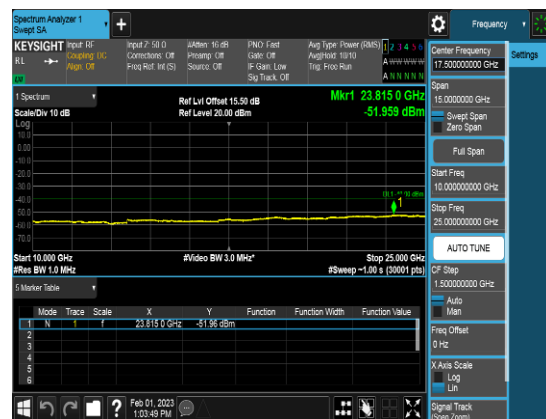 Spectrum Analyzer 1
Swept SA
+
Frequency
KEYSIGHT Input: RF
RL
Coupling: DC
Align: Off
Input Z: 50 Ω
Corrections: Off
Freq Ref: Int (S)
#Atten: 16 dB
Preamp: Off
Source: Off
PNO: Fast
Gate: Off
IF Gain: Low
Sig Track: Off
Avg Type: Power (RMS)
Avg|Hold: 10/10
Trig: Free Run
1 2 3 4 5 6
A WW WW W
A N N N N N
Center Frequency
17.500000000 GHz
Settings
Span
15.0000000 GHz
Swept Span
Zero Span
Full Span
Start Freq
10.000000000 GHz
Stop Freq
25.000000000 GHz
AUTO TUNE
CF Step
1.500000000 GHz
Auto
Man
Freq Offset
0 Hz
X Axis Scale
Log
Lin
Signal Track
(Span Zoom)
1 Spectrum
Scale/Div 10 dB
Log
Ref Lvl Offset 15.50 dB
Ref Level 20.00 dBm
Mkr1 23.815 0 GHz
-51.959 dBm
10.0
0.00
-10.0
-20.0
-30.0
-40.0
-50.0
-60.0
-70.0
1
Start 10.000 GHz
#Res BW 1.0 MHz
#Video BW 3.0 MHz*
Stop 25.000 GHz
#Sweep ~1.00 s (30001 pts)
5 Marker Table
Mode Trace Scale X Y Function Function Width Function Value
1 N 1 f 23.815 0 GHz -51.96 dBm
2
3
4
5
6
?
Feb 01, 2023
1:03:49 PM